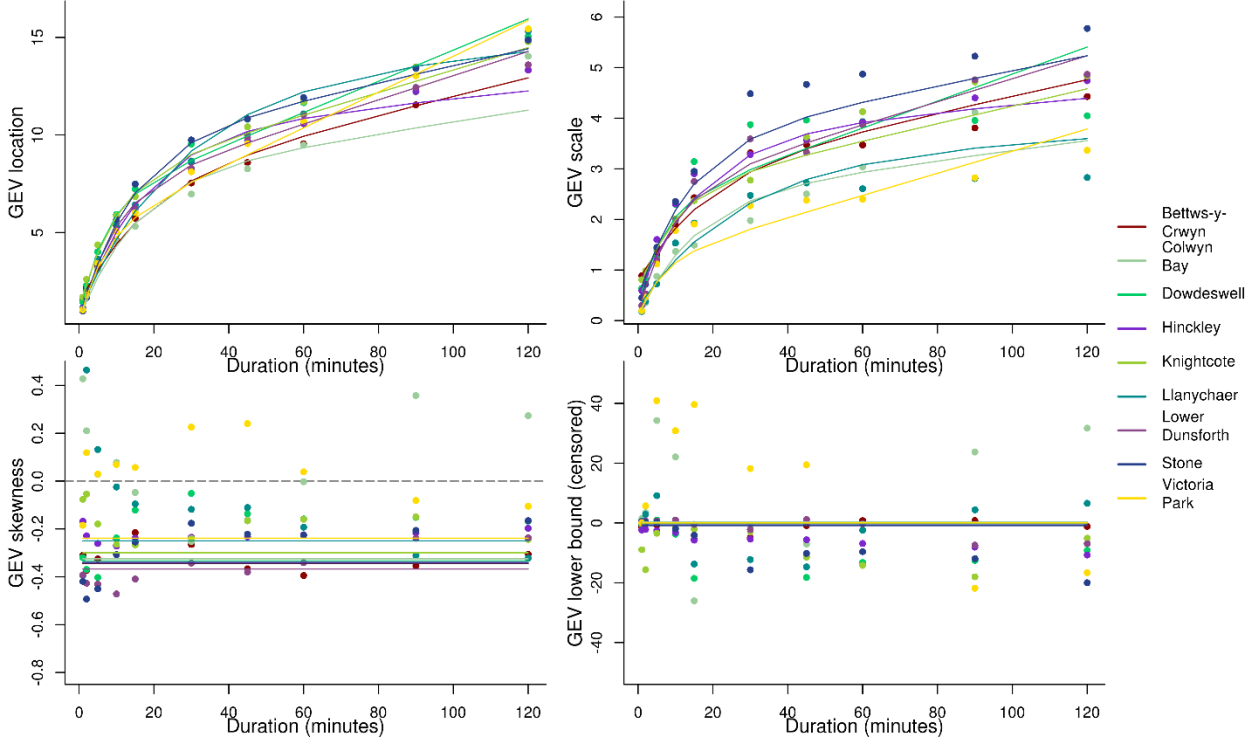 GEV location
5
10
15
0
20
40
60
80
100
120
Duration (minutes)
GEV scale
0
1
2
3
4
5
6
0
20
40
60
80
100
120
Duration (minutes)
GEV skewness
-0.8
-0.6
-0.4
-0.2
0.0
0.2
0.4
0
20
40
60
80
100
120
Duration (minutes)
GEV lower bound (censored)
-40
-20
0
20
40
0
20
40
60
80
100
120
Duration (minutes)
Bettws-y-
Crwyn
Colwyn
Bay
Dowdeswell
Hinckley
Knightcote
Llanychaer
Lower
Dunsforth
Stone
Victoria
Park